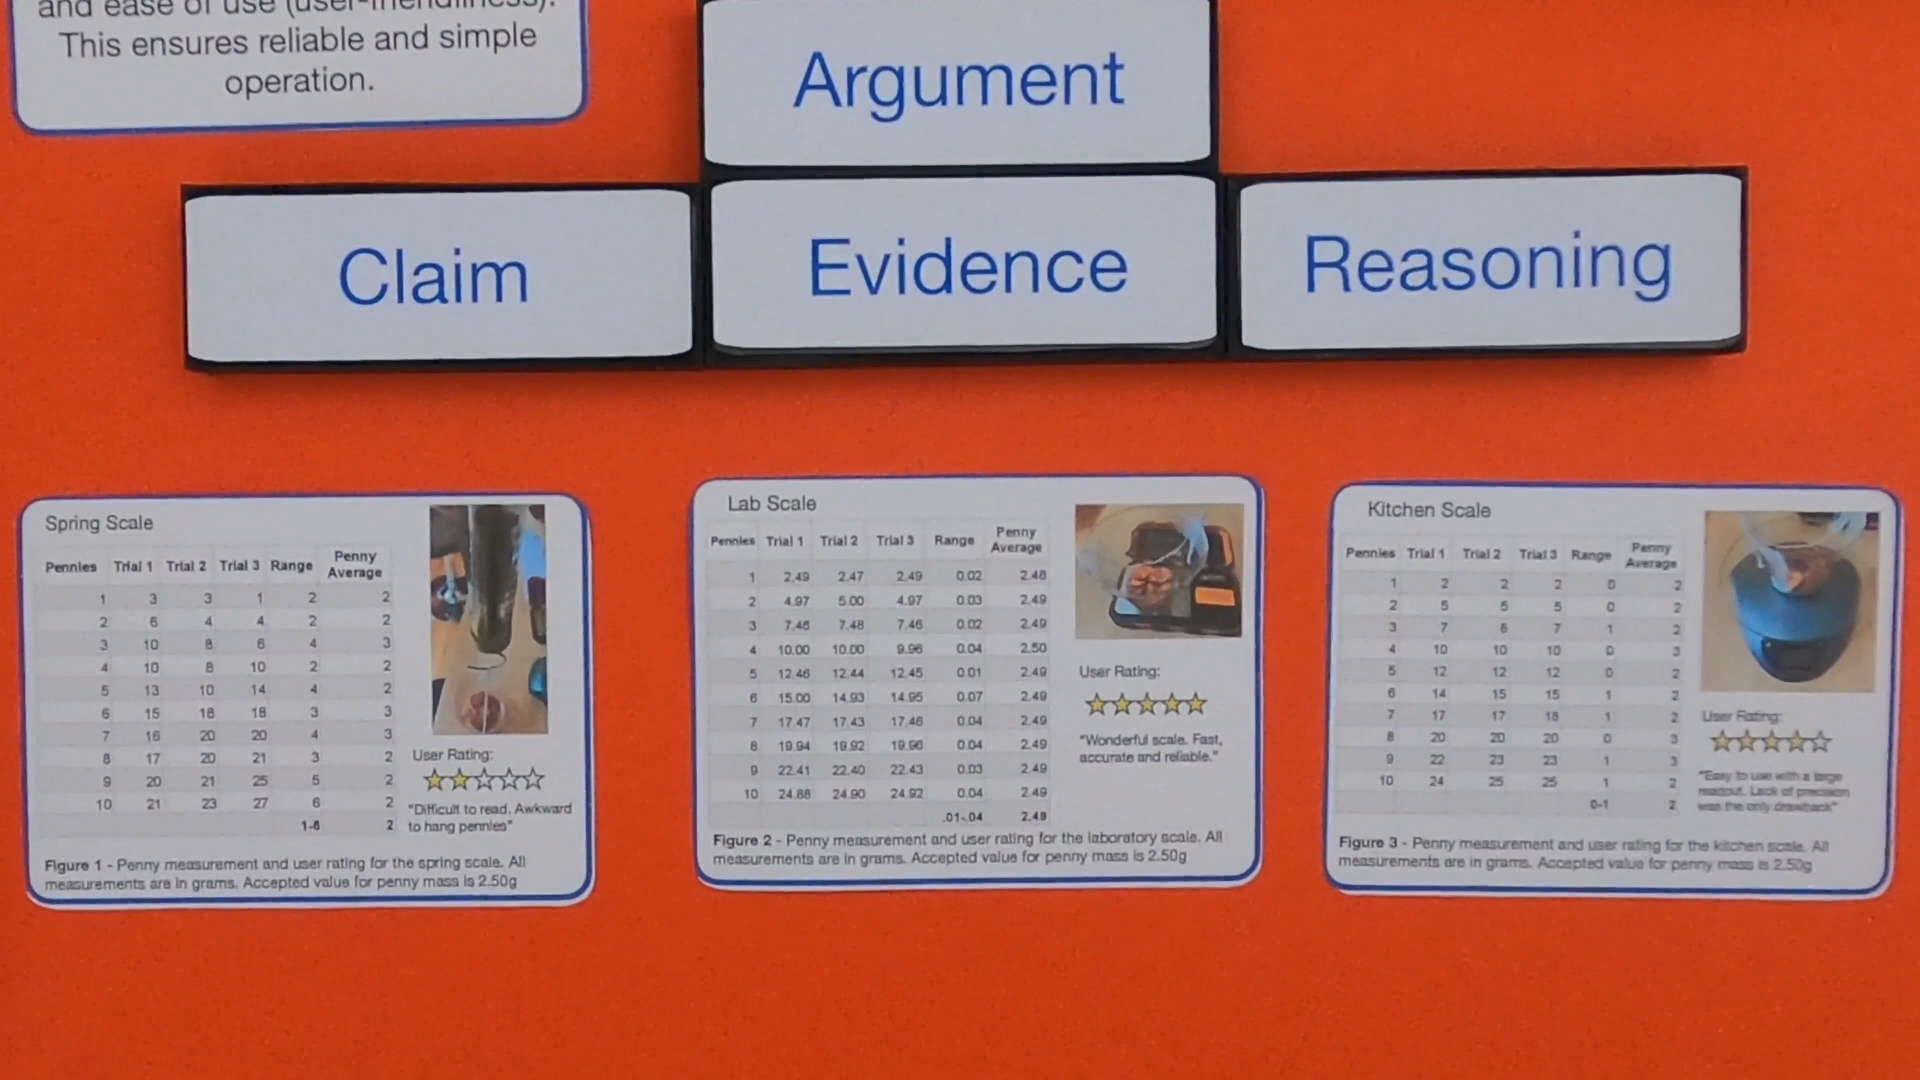 and ease of use (user-friendliness).
This ensures reliable and simple
operation.
Argument
Claim
Evidence
Reasoning
Spring Scale
Pennies Trial 1 Trial 2 Trial 3 Range Penny Average
1 3 3 1 2 2
2 6 4 4 2 2
3 10 8 6 4 3
4 10 8 10 2 2
5 13 10 14 4 2
6 15 18 18 3 3
7 16 20 20 4 3
8 17 20 21 3 2
9 20 21 25 5 2
10 21 23 27 6 2
1-6 2
User Rating:
"Difficult to read. Awkward
to hang pennies"
Figure 1 - Penny measurement and user rating for the spring scale. All
measurements are in grams. Accepted value for penny mass is 2.50g
Lab Scale
Pennies Trial 1 Trial 2 Trial 3 Range Penny Average
1 2.49 2.47 2.49 0.02 2.48
2 4.97 5.00 4.97 0.03 2.49
3 7.46 7.48 7.46 0.02 2.49
4 10.00 10.00 9.96 0.04 2.50
5 12.46 12.44 12.45 0.01 2.49
6 15.00 14.93 14.95 0.07 2.49
7 17.47 17.43 17.46 0.04 2.49
8 19.94 19.92 19.96 0.04 2.49
9 22.41 22.40 22.43 0.03 2.49
10 24.88 24.90 24.92 0.04 2.49
.01-.04 2.49
User Rating:
"Wonderful scale. Fast,
accurate and reliable."
Figure 2 - Penny measurement and user rating for the laboratory scale. All
measurements are in grams. Accepted value for penny mass is 2.50g
Kitchen Scale
Pennies Trial 1 Trial 2 Trial 3 Range Penny Average
1 2 2 2 0 2
2 5 5 5 0 2
3 7 8 7 1 2
4 10 10 10 0 3
5 12 12 12 0 2
6 14 15 15 1 2
7 17 17 18 1 2
8 20 20 20 0 3
9 22 23 23 1 3
10 24 25 25 1 2
0-1 2
User Rating:
"Easy to use with a large
readout. Lack of precision
was the only drawback"
Figure 3 - Penny measurement and user rating for the kitchen scale. All
measurements are in grams. Accepted value for penny mass is 2.50g